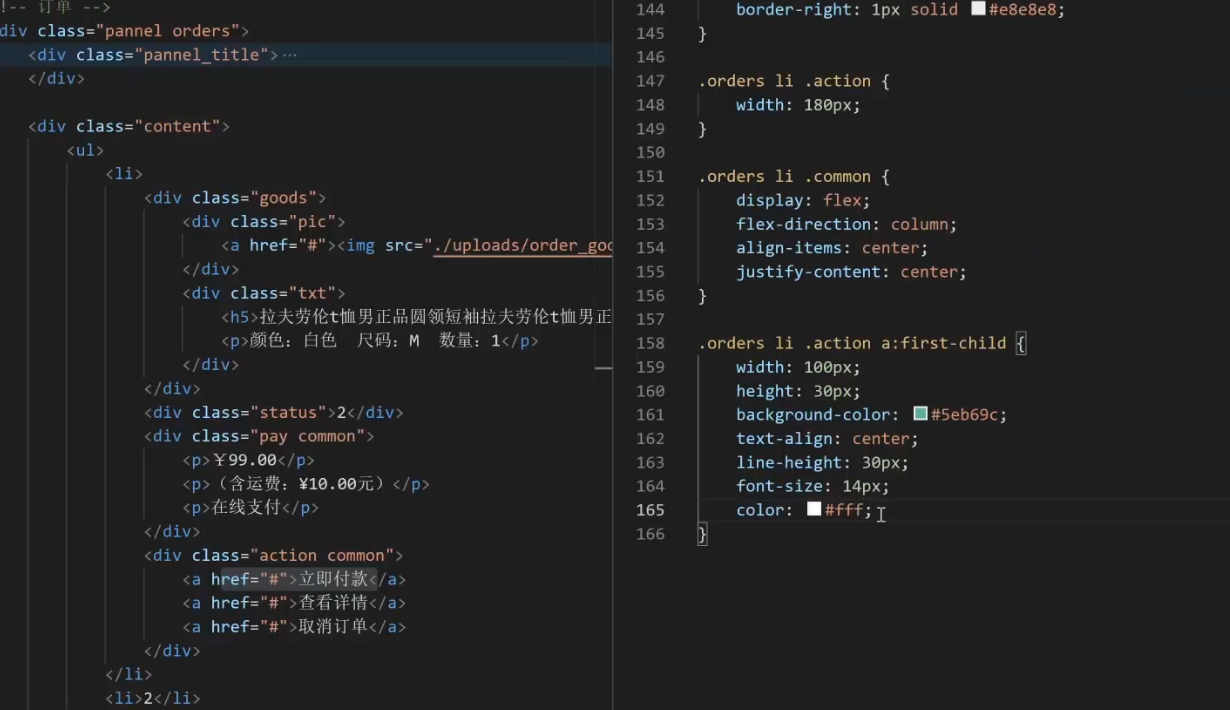 !-- 订单 -->
div class="pannel orders">
<div class="pannel_title">…
</div>
<div class="content">
<ul>
<li>
<div class="goods">
<div class="pic">
<a href="#"><img src="./uploads/order_goo
</div>
<div class="txt">
<h5>拉夫劳伦t恤男正品圆领短袖拉夫劳伦t恤男正
<p>颜色：白色 尺码：M 数量：1</p>
</div>
</div>
<div class="status">2</div>
<div class="pay common">
<p>￥99.00</p>
<p>（含运费：¥10.00元）</p>
<p>在线支付</p>
</div>
<div class="action common">
<a href="#">立即付款</a>
<a href="#">查看详情</a>
<a href="#">取消订单</a>
</div>
</li>
<li>2</li>
144 border-right: 1px solid #e8e8e8;
145 }
146
147 .orders li .action {
148 width: 180px;
149 }
150
151 .orders li .common {
152 display: flex;
153 flex-direction: column;
154 align-items: center;
155 justify-content: center;
156 }
157
158 .orders li .action a:first-child {
159 width: 100px;
160 height: 30px;
161 background-color: #5eb69c;
162 text-align: center;
163 line-height: 30px;
164 font-size: 14px;
165 color: #fff;
166 }